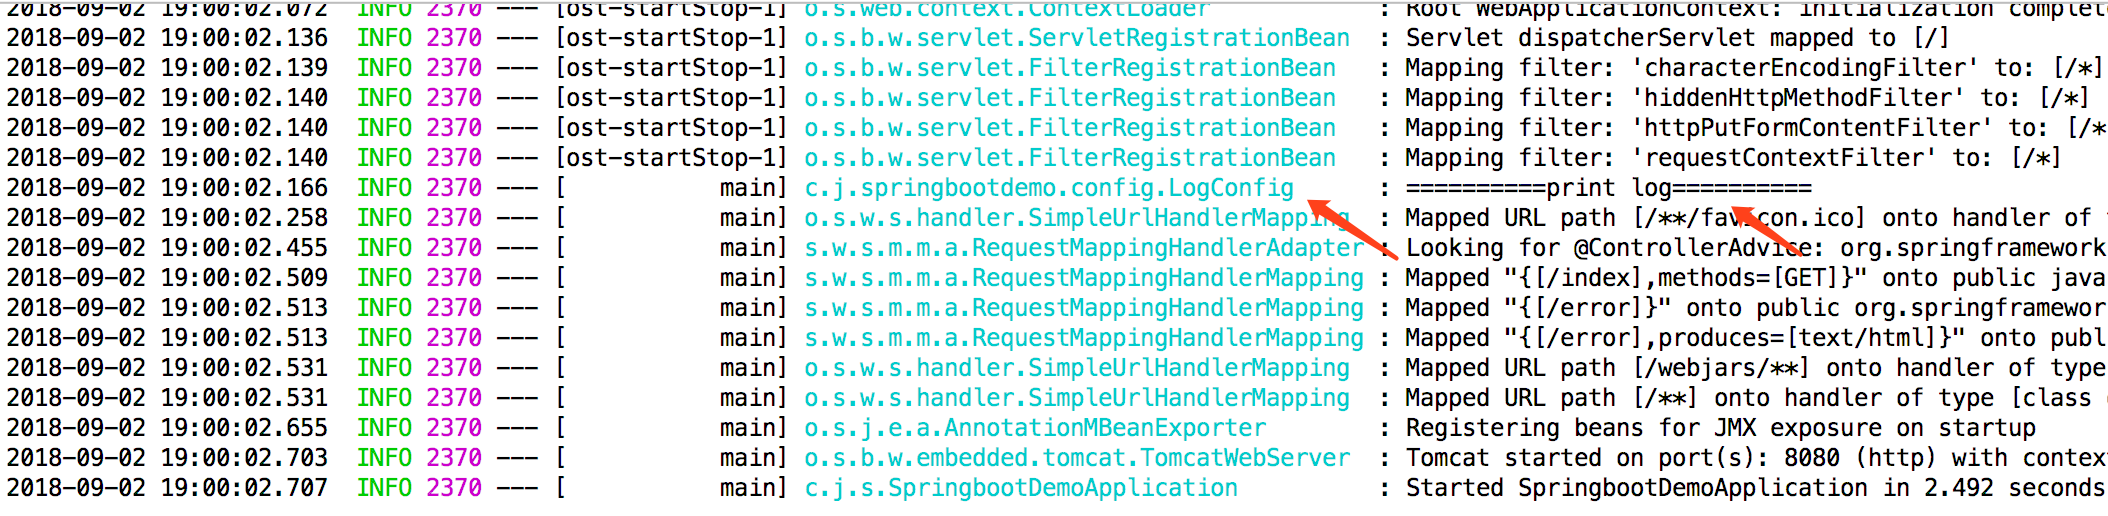 2018-09-02 19:00:02.072  INFO 2370 --- [ost-startStop-1] o.s.web.context.ContextLoader            : Root WebApplicationContext: initialization complet
2018-09-02 19:00:02.136  INFO 2370 --- [ost-startStop-1] o.s.b.w.servlet.ServletRegistrationBean  : Servlet dispatcherServlet mapped to [/]
2018-09-02 19:00:02.139  INFO 2370 --- [ost-startStop-1] o.s.b.w.servlet.FilterRegistrationBean   : Mapping filter: 'characterEncodingFilter' to: [/*]
2018-09-02 19:00:02.140  INFO 2370 --- [ost-startStop-1] o.s.b.w.servlet.FilterRegistrationBean   : Mapping filter: 'hiddenHttpMethodFilter' to: [/*]
2018-09-02 19:00:02.140  INFO 2370 --- [ost-startStop-1] o.s.b.w.servlet.FilterRegistrationBean   : Mapping filter: 'httpPutFormContentFilter' to: [/*
2018-09-02 19:00:02.140  INFO 2370 --- [ost-startStop-1] o.s.b.w.servlet.FilterRegistrationBean   : Mapping filter: 'requestContextFilter' to: [/*]
2018-09-02 19:00:02.166  INFO 2370 --- [           main] c.j.springbootdemo.config.LogConfig      : ==========print log==========
2018-09-02 19:00:02.258  INFO 2370 --- [           main] o.s.w.s.handler.SimpleUrlHandlerMapping  : Mapped URL path [/**/favicon.ico] onto handler of
2018-09-02 19:00:02.455  INFO 2370 --- [           main] s.w.s.m.m.a.RequestMappingHandlerAdapter : Looking for @ControllerAdvice: org.springframework
2018-09-02 19:00:02.509  INFO 2370 --- [           main] s.w.s.m.m.a.RequestMappingHandlerMapping : Mapped "{[/index],methods=[GET]}" onto public java
2018-09-02 19:00:02.513  INFO 2370 --- [           main] s.w.s.m.m.a.RequestMappingHandlerMapping : Mapped "{[/error]}" onto public org.springframewor
2018-09-02 19:00:02.513  INFO 2370 --- [           main] s.w.s.m.m.a.RequestMappingHandlerMapping : Mapped "{[/error],produces=[text/html]}" onto publ
2018-09-02 19:00:02.531  INFO 2370 --- [           main] o.s.w.s.handler.SimpleUrlHandlerMapping  : Mapped URL path [/webjars/**] onto handler of type
2018-09-02 19:00:02.531  INFO 2370 --- [           main] o.s.w.s.handler.SimpleUrlHandlerMapping  : Mapped URL path [/**] onto handler of type [class
2018-09-02 19:00:02.655  INFO 2370 --- [           main] o.s.j.e.a.AnnotationMBeanExporter        : Registering beans for JMX exposure on startup
2018-09-02 19:00:02.703  INFO 2370 --- [           main] o.s.b.w.embedded.tomcat.TomcatWebServer  : Tomcat started on port(s): 8080 (http) with contex
2018-09-02 19:00:02.707  INFO 2370 --- [           main] c.j.s.SpringbootDemoApplication          : Started SpringbootDemoApplication in 2.492 seconds